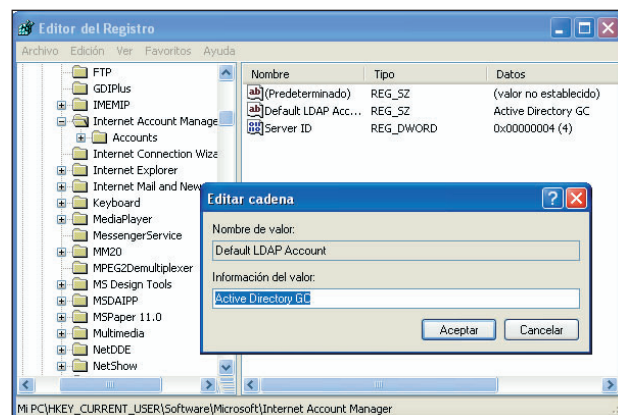 Editor del Registro
Archivo Edición Ver Favoritos Ayuda
FTP
GDIPlus
IMEMIP
Internet Account Manage
Accounts
Internet Connection Wiza
Internet Explorer
Internet Mail and New
Keyboard
MediaPlayer
MessengerService
MM20
MPEG2Demultiplexer
MS Design Tools
MSDAIPP
MSPaper 11.0
Multimedia
NetDDE
NetShow
Nombre Tipo Datos
(Predeterminado) REG_SZ (valor no establecido)
Default LDAP Acc... REG_SZ Active Directory GC
Server ID REG_DWORD 0x00000004 (4)
Editar cadena
Nombre de valor:
Default LDAP Account
Información del valor:
Active Directory GC
Aceptar Cancelar
Mi PC\HKEY_CURRENT_USER\Software\Microsoft\Internet Account Manager